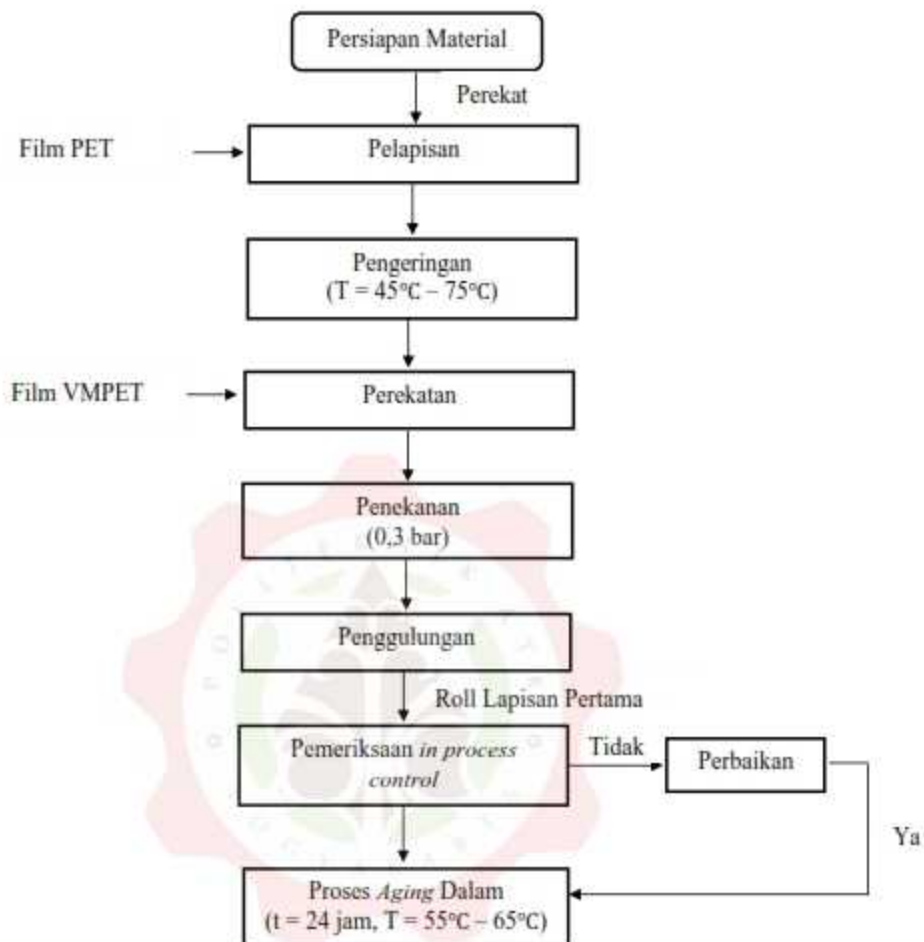 Persiapan Material
Perekat
Film PET
Pelapisan
Pengeringan
(T = 45°C – 75°C)
Film VMPET
Perekatan
Penekanan
(0,3 bar)
Penggulungan
Roll Lapisan Pertama
Pemeriksaan in process
control
Tidak
Perbaikan
Ya
Proses Aging Dalam
(t = 24 jam, T = 55°C – 65°C)